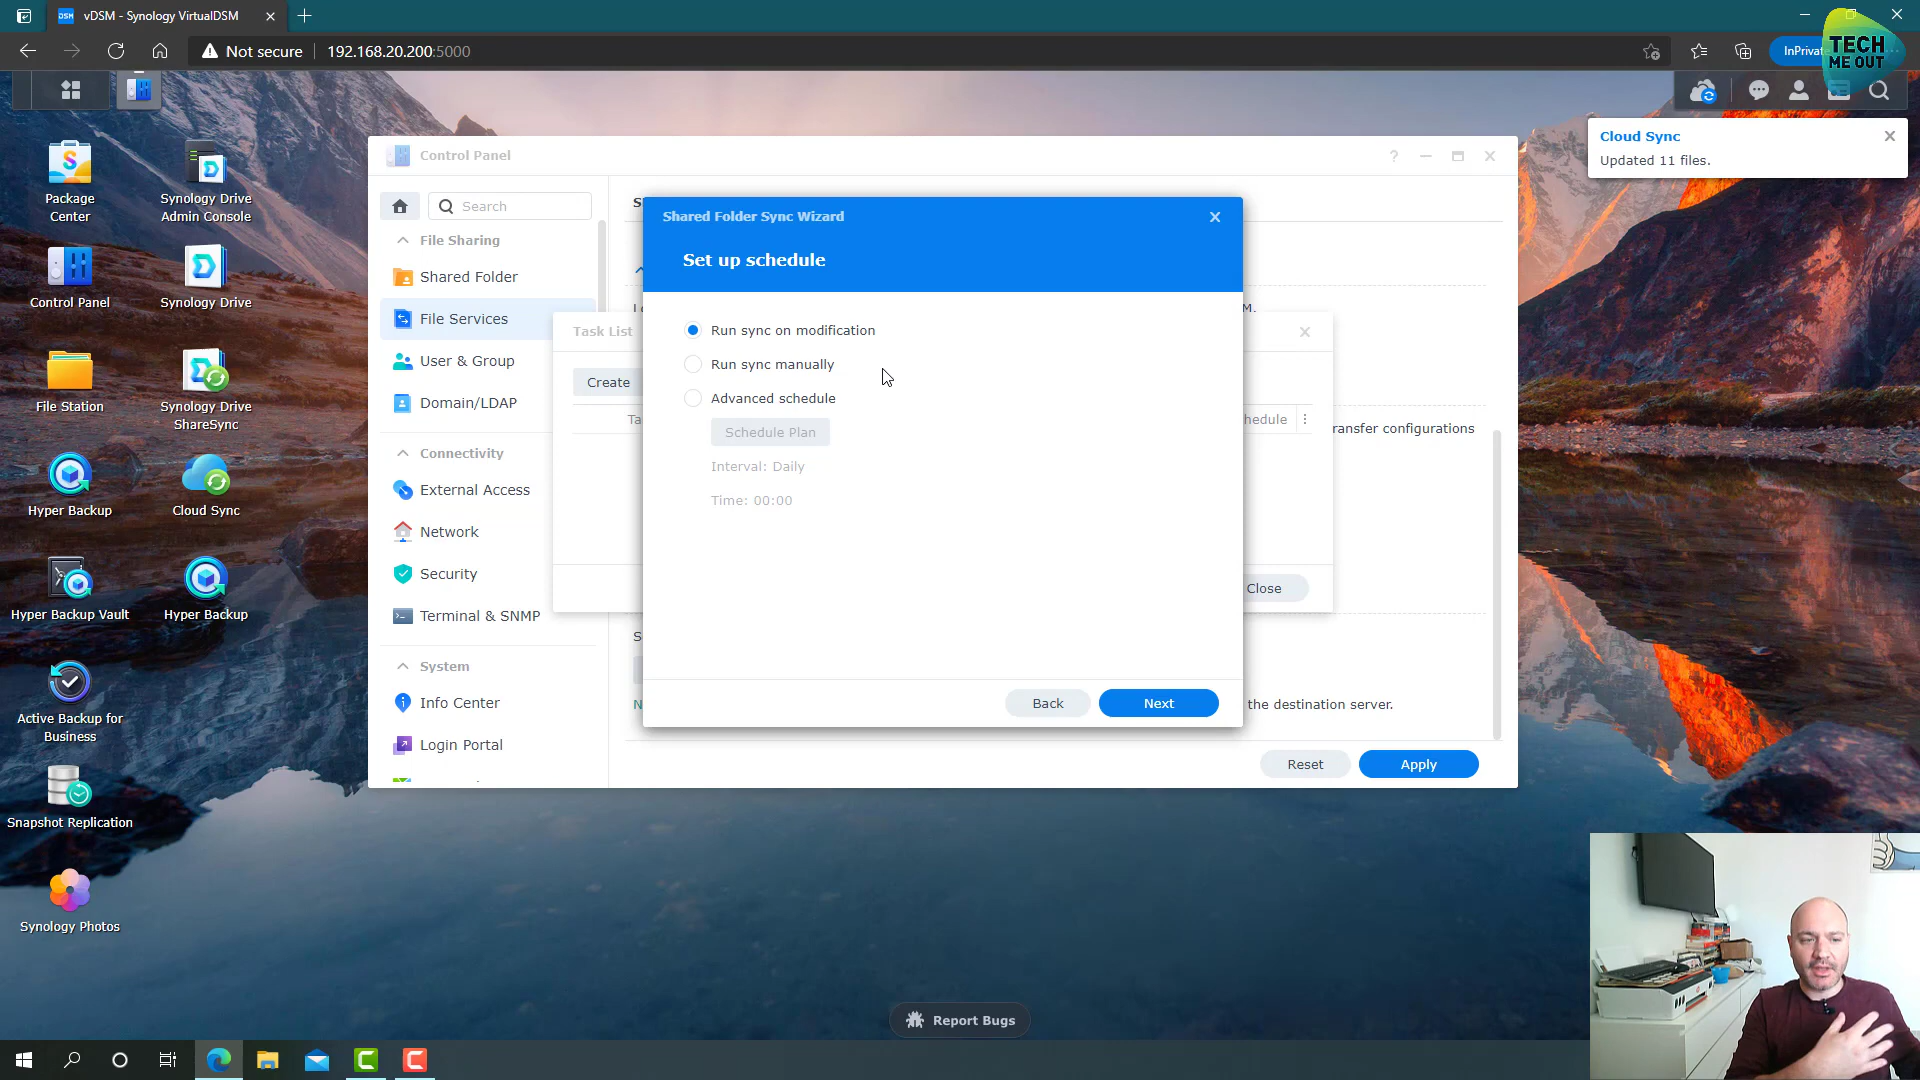 vDSM - Synology VirtualDSM
Not secure
192.168.20.200:5000
InPrivate
TECH
ME OUT
Package
Center
Synology Drive
Admin Console
Control Panel
Synology Drive
File Station
Synology Drive
ShareSync
Hyper Backup
Cloud Sync
Hyper Backup Vault
Hyper Backup
Active Backup for
Business
Snapshot Replication
Synology Photos
Cloud Sync
Updated 11 files.
Control Panel
Search
File Sharing
Shared Folder
File Services
User & Group
Domain/LDAP
Connectivity
External Access
Network
Security
Terminal & SNMP
System
Info Center
Login Portal
Task List
Create
Ta
hedule
ransfer configurations
Close
the destination server.
Reset
Apply
Shared Folder Sync Wizard
Set up schedule
Run sync on modification
Run sync manually
Advanced schedule
Schedule Plan
Interval: Daily
Time: 00:00
Back
Next
Report Bugs